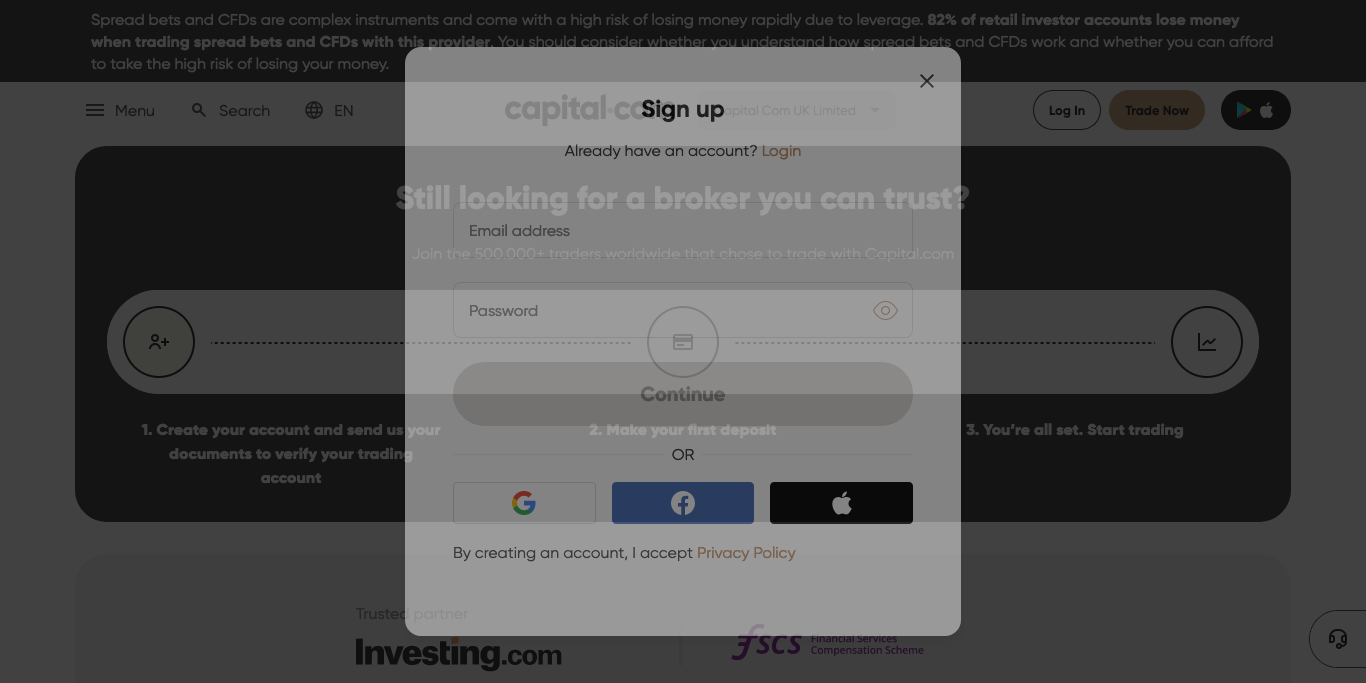 Spread bets and CFDs are complex instruments and come with a high risk of losing money rapidly due to leverage. 82% of retail investor accounts lose money
when trading spread bets and CFDs with this provider. You should consider whether you understand how spread bets and CFDs work and whether you can afford
to take the high risk of losing your money.
Menu
Search
EN
capital.co
Capital Com UK Limited
Log In
Trade Now
Sign up
Already have an account? Login
Still looking for a broker you can trust?
Email address
Join the 500.000+ traders worldwide that chose to trade with Capital.com
Password
Continue
1. Create your account and send us your
documents to verify your trading
account
2. Make your first deposit
3. You’re all set. Start trading
OR
By creating an account, I accept Privacy Policy
Trusted partner
Investing.com
fscs
Financial Services
Compensation Scheme